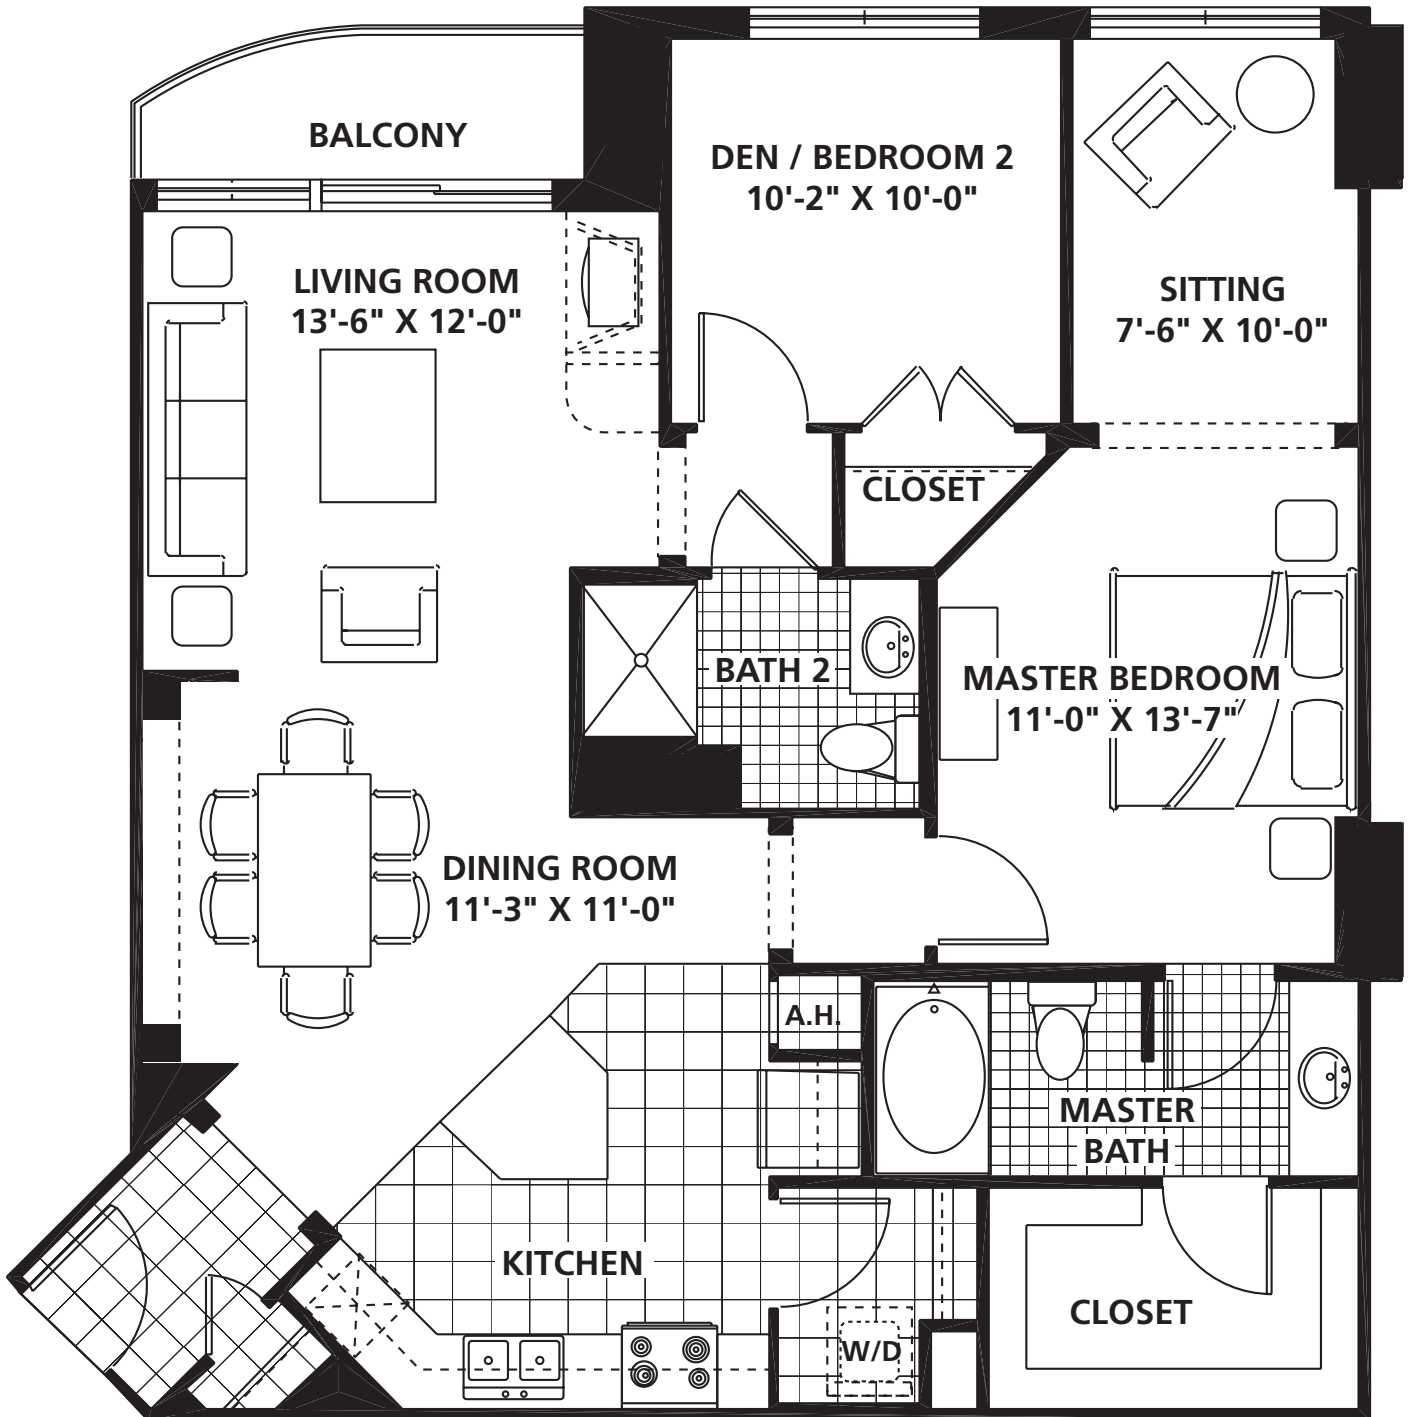 BALCONY
DEN / BEDROOM 2
10'-2" X 10'-0"
LIVING ROOM
13'-6" X 12'-0"
SITTING
7'-6" X 10'-0"
CLOSET
BATH 2
MASTER BEDROOM
11'-0" X 13'-7"
DINING ROOM
11'-3" X 11'-0"
A.H.
MASTER
BATH
KITCHEN
CLOSET
W/D